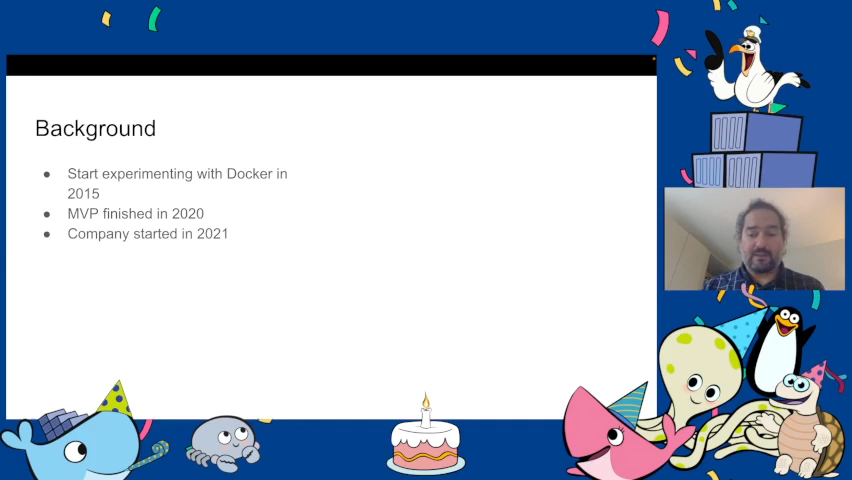 Background
● Start experimenting with Docker in
2015
● MVP finished in 2020
● Company started in 2021